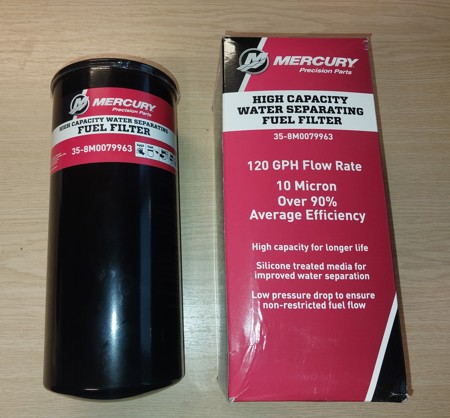 MERCURY
Precision Parts
HIGH CAPACITY WATER SEPARATING
FUEL FILTER
35-8M0079963
MERCURY
Precision Parts
HIGH CAPACITY
WATER SEPARATING
FUEL FILTER
35-8M0079963
120 GPH Flow Rate
10 Micron
Over 90%
Average Efficiency
High capacity for longer life
Silicone treated media for
improved water separation
Low pressure drop to ensure
non-restricted fuel flow